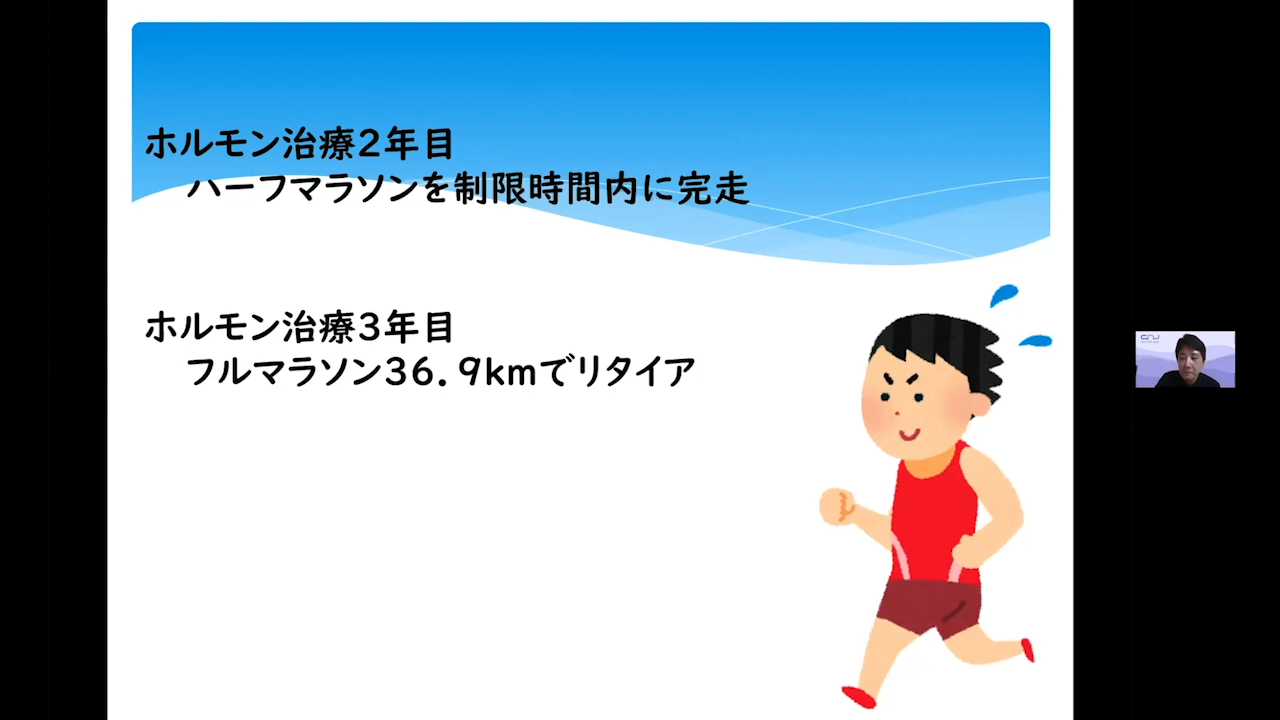 ホルモン治療２年目
ハーフマラソンを制限時間内に完走
ホルモン治療３年目
フルマラソン３６．９ｋｍでリタイア